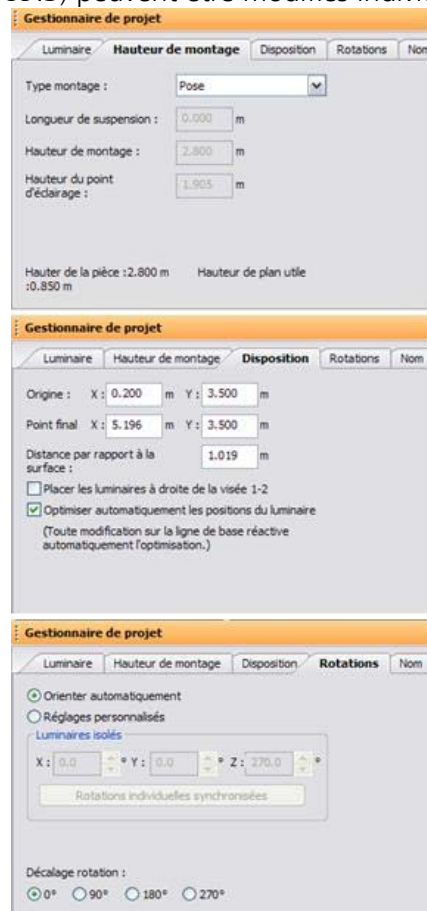 peuvent être modifiés
Gestionnaire de projet
Luminaire Hauteur de montage Disposition Rotations Nom
Type montage : Pose
Longueur de suspension : 0.000 m
Hauteur de montage : 2.800 m
Hauteur du point
d'éclairage : 1.905 m
Hauter de la pièce :2.800 m Hauteur de plan utile
:0.850 m
Gestionnaire de projet
Luminaire Hauteur de montage Disposition Rotations Nom
Origine : X : 0.200 m Y : 3.500 m
Point final X : 5.196 m Y : 3.500 m
Distance par rapport à la
surface : 1.019 m
Placer les luminaires à droite de la visée 1-2
Optimiser automatiquement les positions du luminaire
(Toute modification sur la ligne de base réactive
automatiquement l'optimisation.)
Gestionnaire de projet
Luminaire Hauteur de montage Disposition Rotations Nom
Orienter automatiquement
Réglages personnalisés
Luminaires isolés
X : 0.0 ° Y : 0.0 ° Z : 270.0 °
Rotations individuelles synchronisées
Décalage rotation :
0° 90° 180° 270°